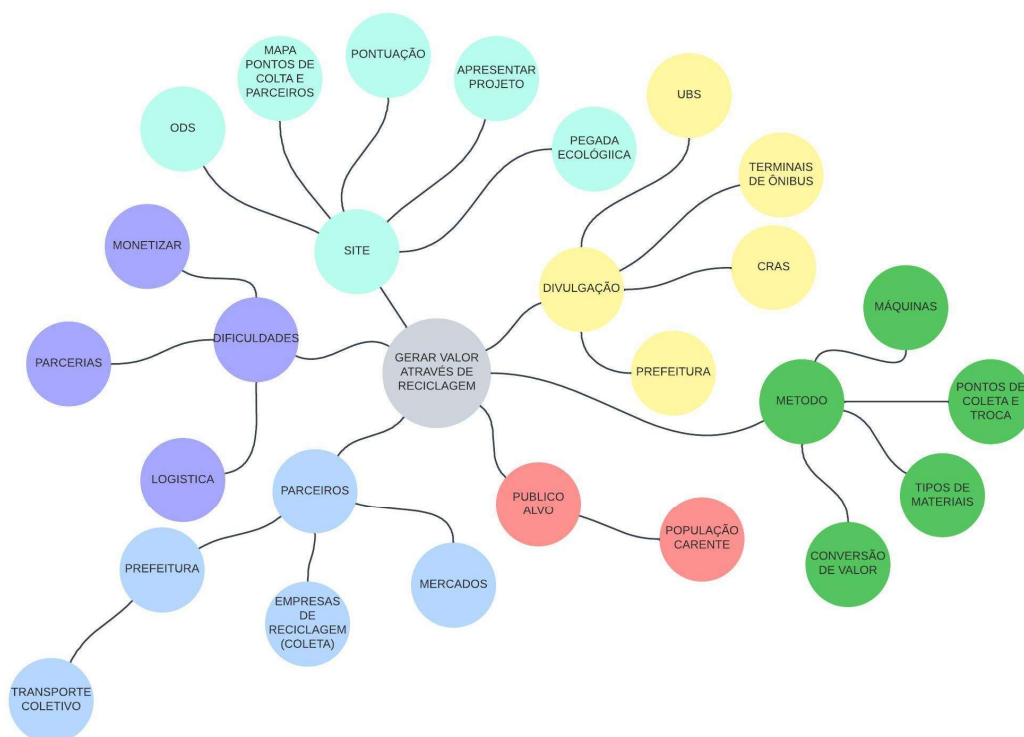 MAPA
PONTOS DE
COLTA E
PARCEIROS
PONTUAÇÃO
APRESENTAR
PROJETO
ODS
PEGADA
ECOLÓGIICA
SITE
UBS
TERMINAIS
DE ÔNIBUS
CRAS
DIVULGAÇÃO
PREFEITURA
MONETIZAR
DIFICULDADES
PARCERIAS
LOGISTICA
GERAR VALOR
ATRAVÉS DE
RECICLAGEM
MÁQUINAS
METODO
PONTOS DE
COLETA E
TROCA
TIPOS DE
MATERIAIS
CONVERSÃO
DE VALOR
PARCEIROS
PREFEITURA
EMPRESAS
DE
RECICLAGEM
(COLETA)
MERCADOS
TRANSPORTE
COLETIVO
PUBLICO
ALVO
POPULAÇÃO
CARENTE